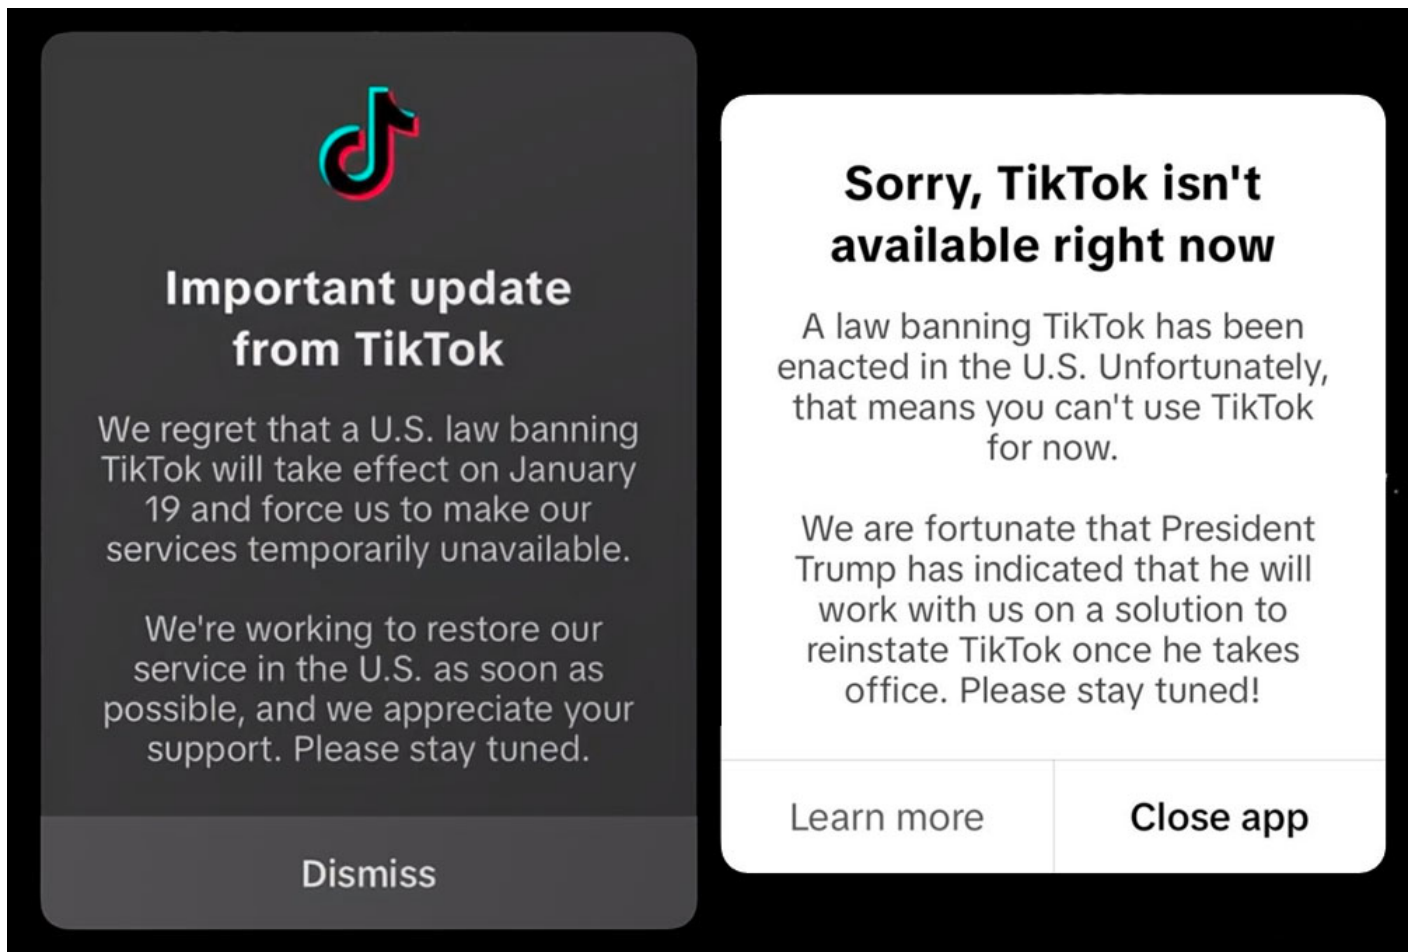 Important update
from TikTok
We regret that a U.S. law banning
TikTok will take effect on January
19 and force us to make our
services temporarily unavailable.
We're working to restore our
service in the U.S. as soon as
possible, and we appreciate your
support. Please stay tuned.
Dismiss
Sorry, TikTok isn't
available right now
A law banning TikTok has been
enacted in the U.S. Unfortunately,
that means you can't use TikTok
for now.
We are fortunate that President
Trump has indicated that he will
work with us on a solution to
reinstate TikTok once he takes
office. Please stay tuned!
Learn more
Close app